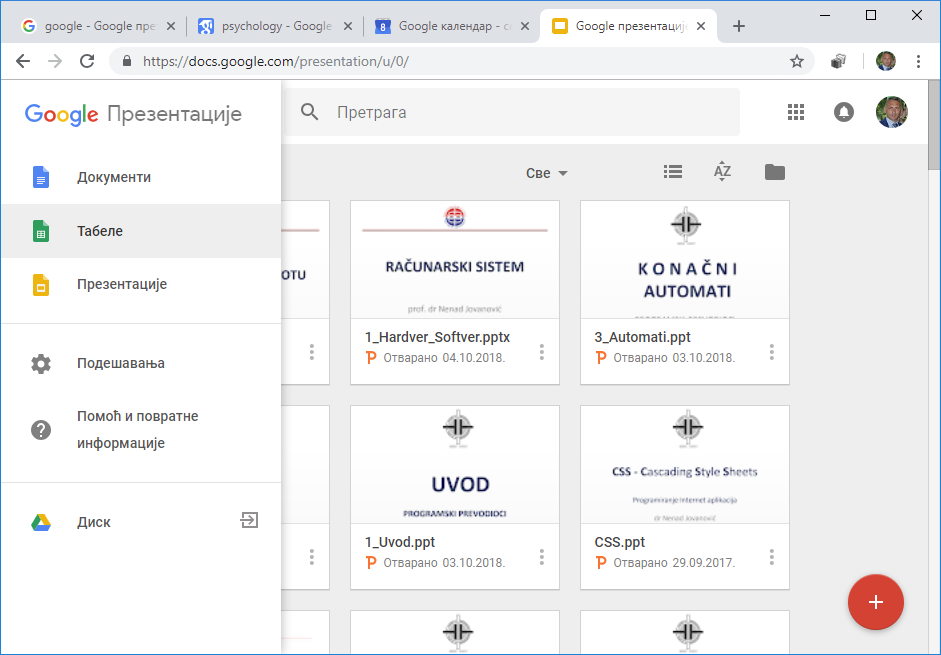 google - Google пре
psychology - Google
Google календар - с
Google презентациј
https://docs.google.com/presentation/u/0/
Google Презентације
Претрага
Документи
Табеле
Презентације
Подешавања
Помоћ и повратне
информације
Диск
Све
AZ
OTU
RAČUNARSKI SISTEM
prof. dr Nenad Jovanović
1_Hardver_Softver.pptx
P Отварано 04.10.2018.
KONAČNI
AUTOMATI
PROGRAMSKI PREVODIOCI
3_Automati.ppt
P Отварано 03.10.2018.
UVOD
PROGRAMSKI PREVODIOCI
1_Uvod.ppt
P Отварано 03.10.2018.
CSS - Cascading Style Sheets
Programiranje internet aplikacija
dr Nenad Jovanović
CSS.ppt
P Отварано 29.09.2017.